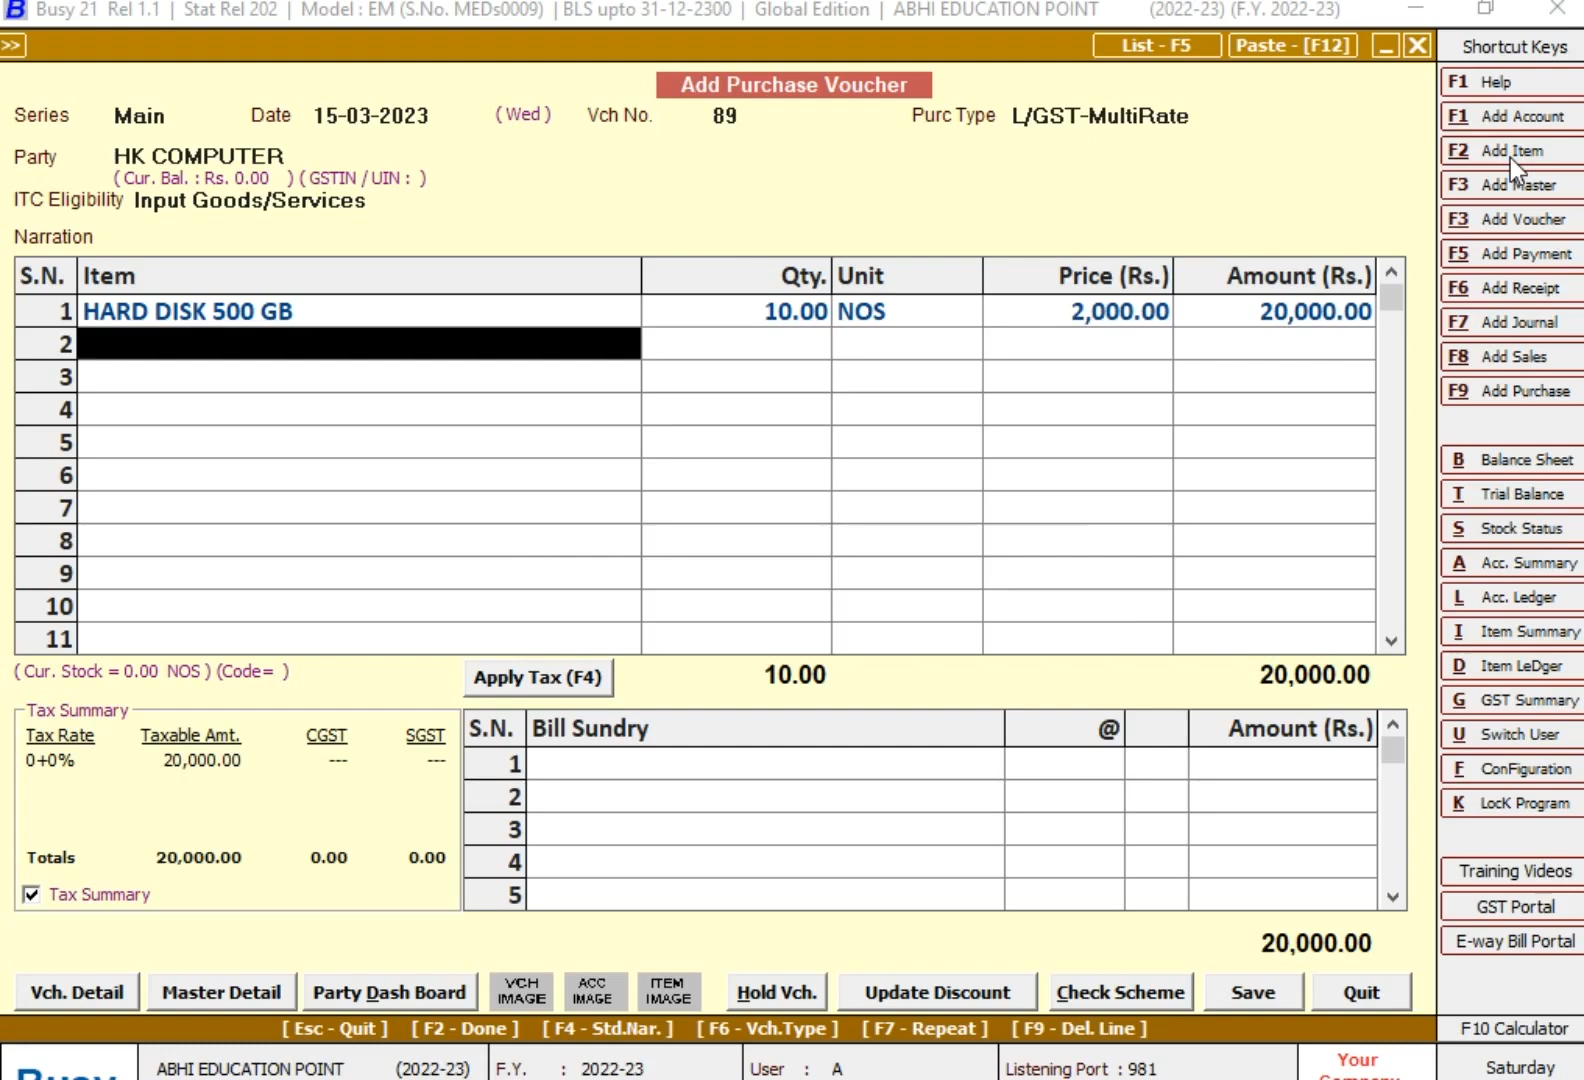 Busy 21 Rel 1.1 | Stat Rel 202 | Model : EM (S.No. MEDs0009) | BLS upto 31-12-2300 | Global Edition | ABHI EDUCATION POINT (2022-23) (F.Y. 2022-23)
>> List - F5 Paste - [F12] Shortcut Keys
Add Purchase Voucher F1 Help
Series Main Date 15-03-2023 ( Wed ) Vch No. 89 Purc Type L/GST-MultiRate F1 Add Account
Party HK COMPUTER F2 Add Item
( Cur. Bal. : Rs. 0.00 ) ( GSTIN / UIN : ) F3 Add Master
ITC Eligibility Input Goods/Services
Narration F3 Add Voucher
S.N. Item Qty. Unit Price (Rs.) Amount (Rs.) F5 Add Payment
1 HARD DISK 500 GB 10.00 NOS 2,000.00 20,000.00 F6 Add Receipt
2 F7 Add Journal
3 F8 Add Sales
4 F9 Add Purchase
5
6 B Balance Sheet
7 T Trial Balance
8 S Stock Status
9 A Acc. Summary
10 L Acc. Ledger
11 I Item Summary
( Cur. Stock = 0.00 NOS ) (Code= ) Apply Tax (F4) 10.00 20,000.00 D Item LeDger
Tax Summary G GST Summary
Tax Rate Taxable Amt. CGST SGST S.N. Bill Sundry @ Amount (Rs.) U Switch User
0+0% 20,000.00 --- --- 1 F ConFiguration
2 K LocK Program
3
Totals 20,000.00 0.00 0.00 4 Training Videos
Tax Summary 5 GST Portal
20,000.00 E-way Bill Portal
Vch. Detail Master Detail Party Dash Board VCH IMAGE ACC IMAGE ITEM IMAGE Hold Vch. Update Discount Check Scheme Save Quit
[ Esc - Quit ] [ F2 - Done ] [ F4 - Std.Nar. ] [ F6 - Vch.Type ] [ F7 - Repeat ] [ F9 - Del. Line ] F10 Calculator
Busy ABHI EDUCATION POINT (2022-23) F.Y. : 2022-23 User : A Listening Port : 981 Your Saturday